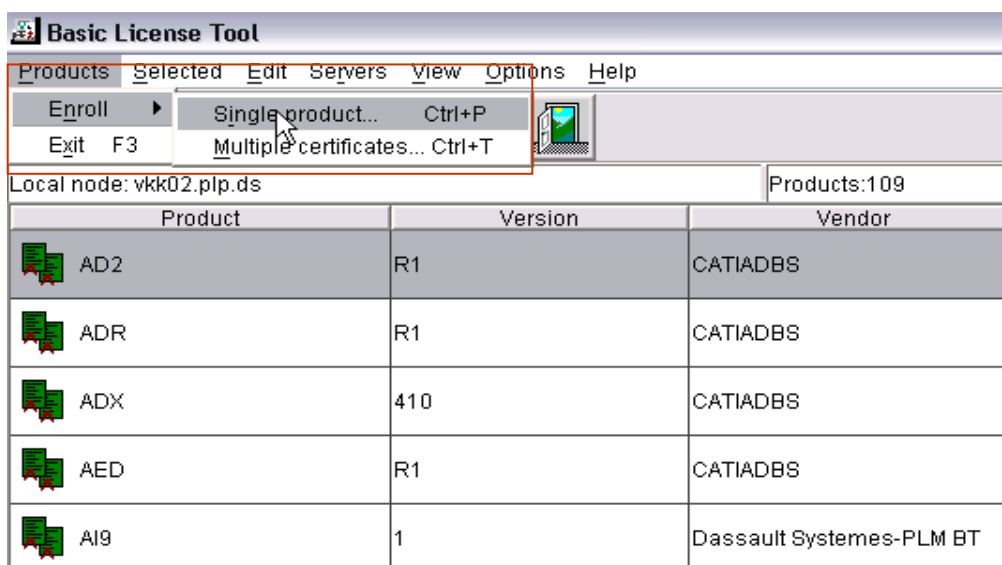 Basic License Tool
Products Selected Edit Servers View Options Help
Enroll Single product... Ctrl+P
Exit F3 Multiple certificates... Ctrl+T
Local node: vkk02.plp.ds Products:109
Product Version Vendor
AD2 R1 CATIADBS
ADR R1 CATIADBS
ADX 410 CATIADBS
AED R1 CATIADBS
AI9 1 Dassault Systemes-PLM BT